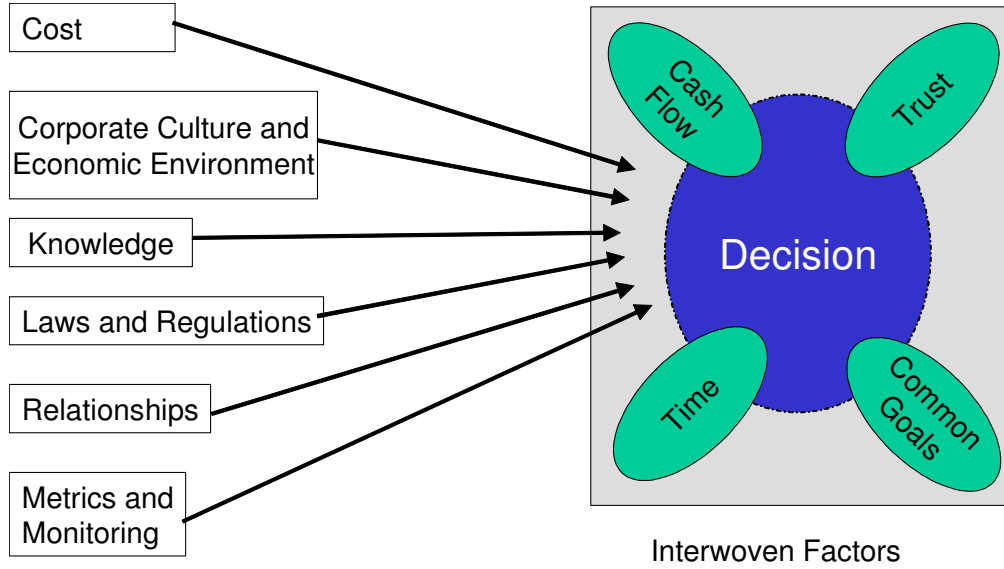 Cost
Corporate Culture and
Economic Environment
Knowledge
Laws and Regulations
Relationships
Metrics and
Monitoring
Cash
Flow
Trust
Decision
Time
Common
Goals
Interwoven Factors